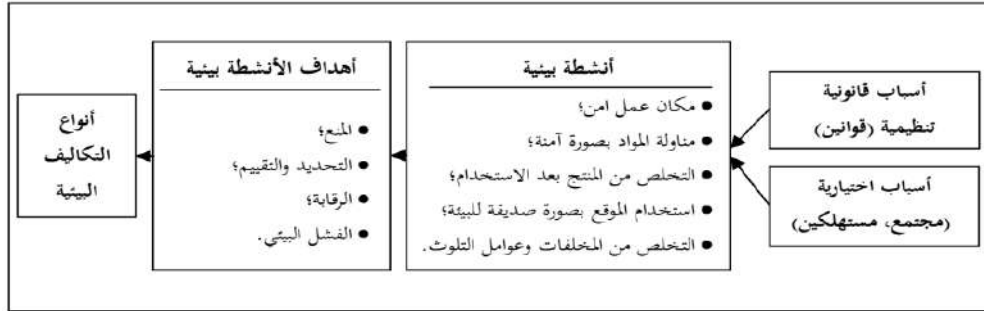 أسباب قانونية
تنظيمية (قوانين)
أسباب اختيارية
(مجتمع، مستهلكين)
أنشطة بيئية
● مكان عمل امن؛
● مناولة المواد بصورة آمنة؛
● التخلص من المنتج بعد الاستخدام؛
● استخدام الموقع بصورة صديقة للبيئة؛
● التخلص من المخلفات وعوامل التلوث.
أهداف الأنشطة بيئية
● المنع؛
● التحديد والتقييم؛
● الرقابة؛
● الفشل البيئي.
أنواع
التكاليف
البيئية